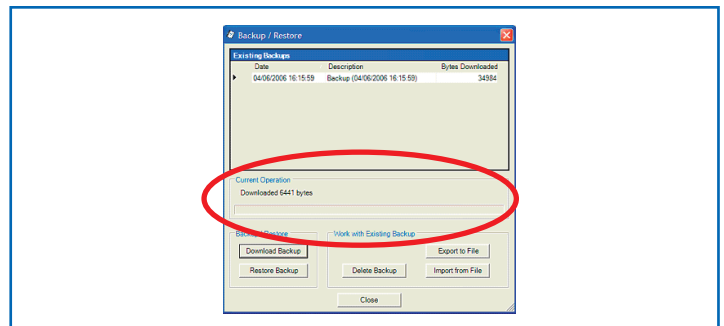 Backup / Restore
Existing Backups
Date Description Bytes Downloaded
04/06/2006 16:15:59 Backup (04/06/2006 16:15:59) 34984
Current Operation
Downloaded 6441 bytes
Backup / Restore Work with Existing Backup
Download Backup Export to File
Restore Backup Delete Backup Import from File
Close